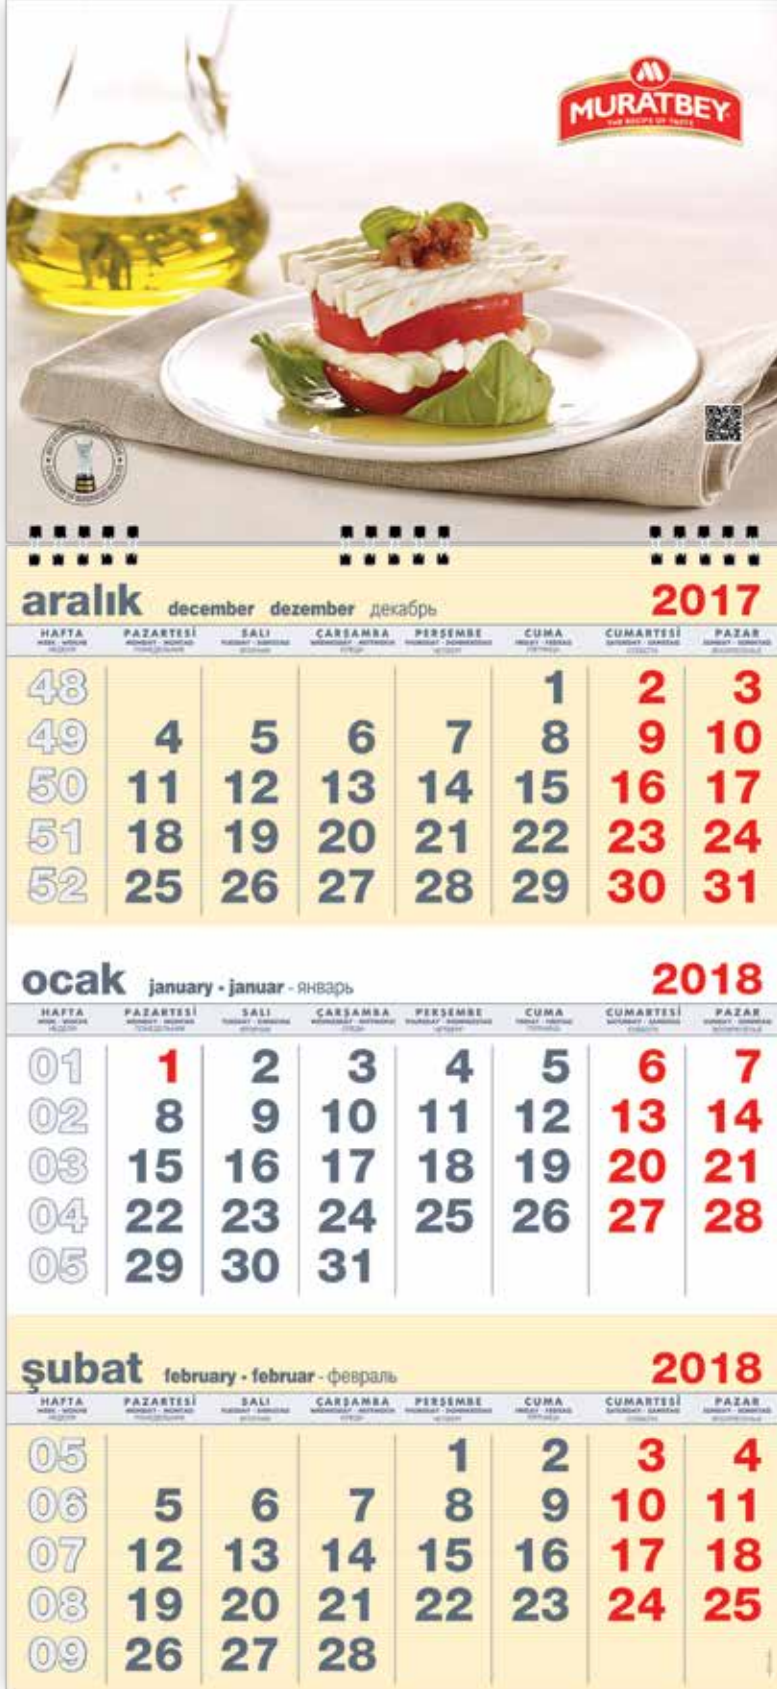 MURATBEY
THE RECIPE OF TASTE
aralık december dezember декабрь 2017
HAFTA PAZARTESİ SALI ÇARŞAMBA PERŞEMBE CUMA CUMARTESİ PAZAR
48 1 2 3
49 4 5 6 7 8 9 10
50 11 12 13 14 15 16 17
51 18 19 20 21 22 23 24
52 25 26 27 28 29 30 31
ocak january - januar - январь 2018
HAFTA PAZARTESİ SALI ÇARŞAMBA PERŞEMBE CUMA CUMARTESİ PAZAR
01 1 2 3 4 5 6 7
02 8 9 10 11 12 13 14
03 15 16 17 18 19 20 21
04 22 23 24 25 26 27 28
05 29 30 31
şubat february - februar - февраль 2018
HAFTA PAZARTESİ SALI ÇARŞAMBA PERŞEMBE CUMA CUMARTESİ PAZAR
05 1 2 3 4
06 5 6 7 8 9 10 11
07 12 13 14 15 16 17 18
08 19 20 21 22 23 24 25
09 26 27 28